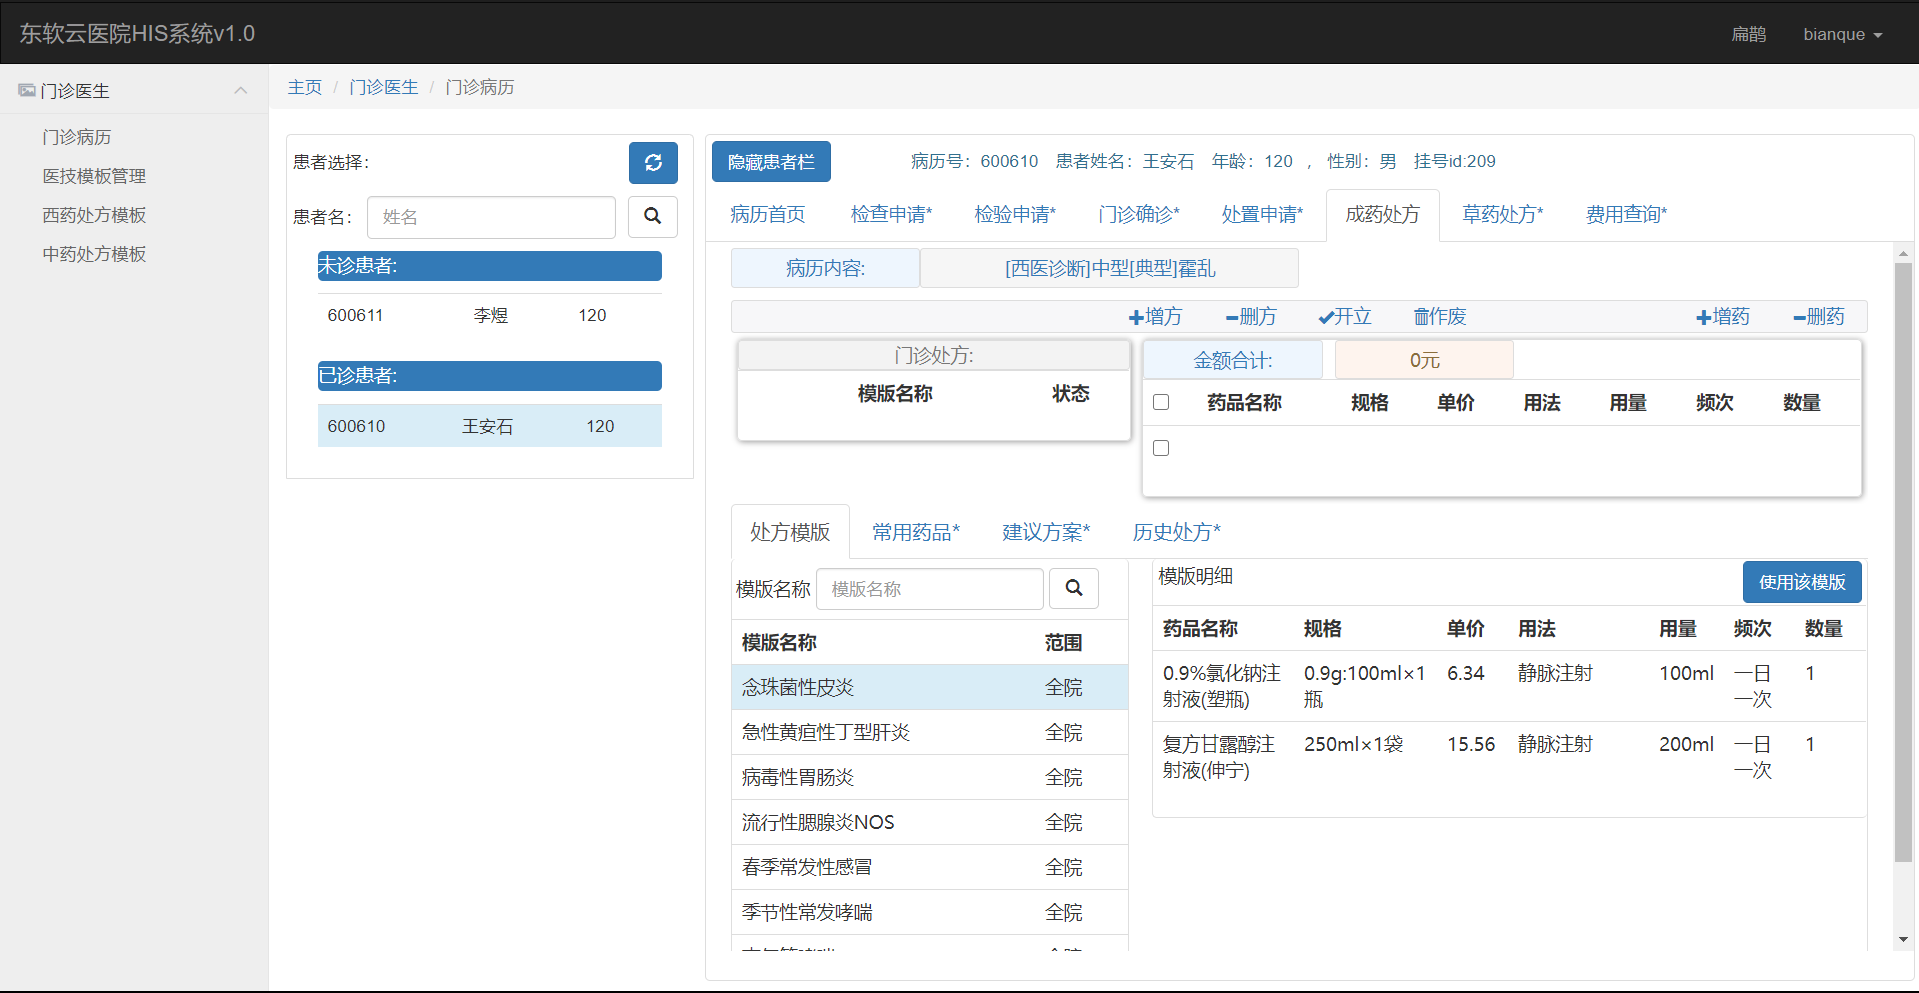 东软云医院HIS系统v1.0
扁鹊 bianque
门诊医生
门诊病历
医技模板管理
西药处方模板
中药处方模板
主页 / 门诊医生 / 门诊病历
患者选择：
患者名： 姓名
未诊患者:
600611 李煜 120
已诊患者:
600610 王安石 120
隐藏患者栏 病历号：600610 患者姓名：王安石 年龄：120 ， 性别：男 挂号id:209
病历首页 检查申请* 检验申请* 门诊确诊* 处置申请* 成药处方 草药处方* 费用查询*
病历内容: [西医诊断]中型[典型]霍乱
增方 删方 开立 作废 增药 删药
门诊处方:
模版名称 状态
金额合计: 0元
药品名称 规格 单价 用法 用量 频次 数量
处方模版 常用药品* 建议方案* 历史处方*
模版名称 模版名称
模版名称 范围
念珠菌性皮炎 全院
急性黄疸性丁型肝炎 全院
病毒性胃肠炎 全院
流行性腮腺炎NOS 全院
春季常发性感冒 全院
季节性常发哮喘 全院
模版明细 使用该模版
药品名称 规格 单价 用法 用量 频次 数量
0.9%氯化钠注 0.9g:100ml×1 6.34 静脉注射 100ml 一日 1
射液(塑瓶) 瓶 一次
复方甘露醇注 250ml×1袋 15.56 静脉注射 200ml 一日 1
射液(伸宁) 一次